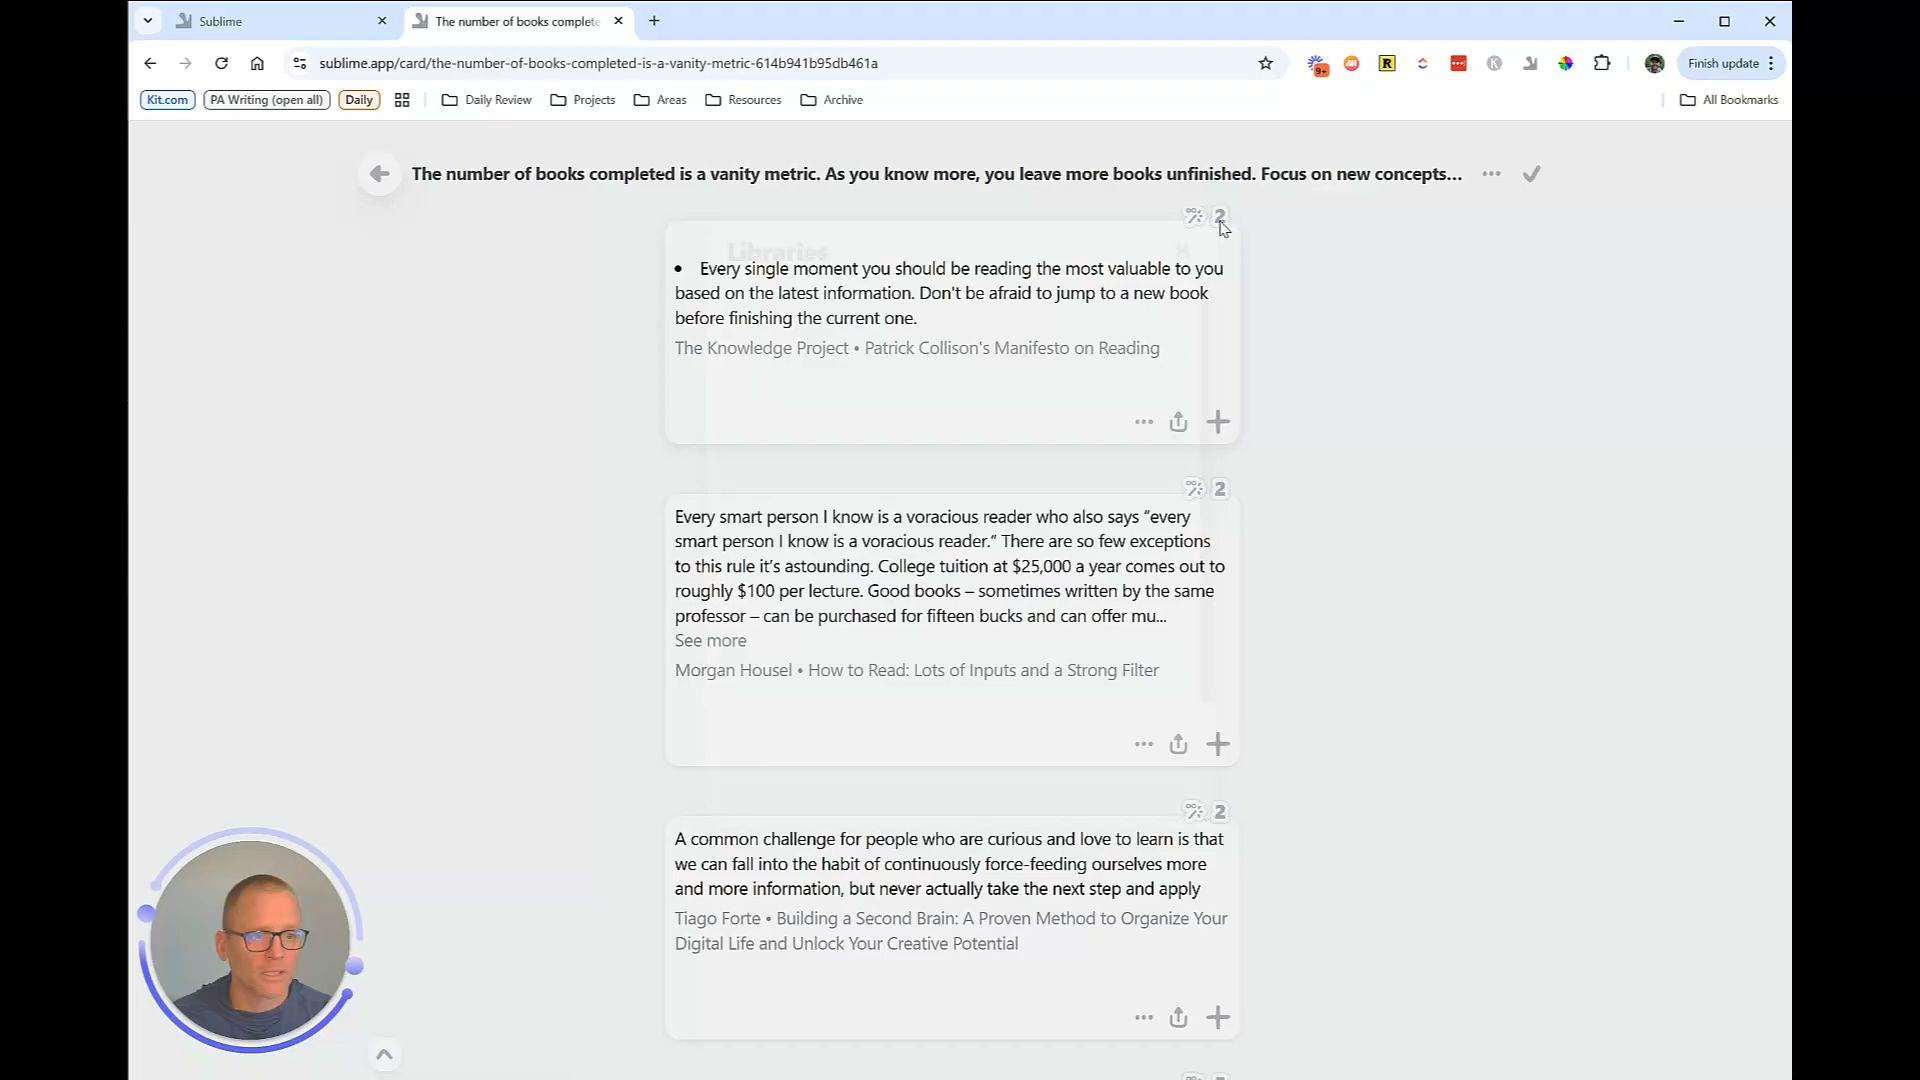 Sublime
The number of books complete
sublime.app/card/the-number-of-books-completed-is-a-vanity-metric-614b941b95db461a
9+
R
K
Finish update
Kit.com
PA Writing (open all)
Daily
Daily Review
Projects
Areas
Resources
Archive
All Bookmarks
The number of books completed is a vanity metric. As you know more, you leave more books unfinished. Focus on new concepts...
2
Libraries
• Every single moment you should be reading the most valuable to you
based on the latest information. Don't be afraid to jump to a new book
before finishing the current one.
The Knowledge Project • Patrick Collison's Manifesto on Reading
2
Every smart person I know is a voracious reader who also says “every
smart person I know is a voracious reader.” There are so few exceptions
to this rule it’s astounding. College tuition at $25,000 a year comes out to
roughly $100 per lecture. Good books – sometimes written by the same
professor – can be purchased for fifteen bucks and can offer mu...
See more
Morgan Housel • How to Read: Lots of Inputs and a Strong Filter
2
A common challenge for people who are curious and love to learn is that
we can fall into the habit of continuously force-feeding ourselves more
and more information, but never actually take the next step and apply
Tiago Forte • Building a Second Brain: A Proven Method to Organize Your
Digital Life and Unlock Your Creative Potential